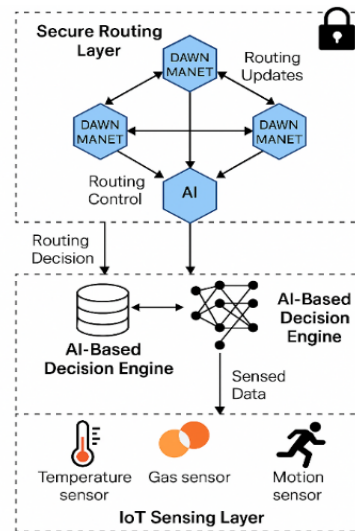 Secure Routing
Layer
DAWN
MANET
Routing
Updates
DAWN
MANET
DAWN
MANET
Routing
Control
AI
Routing
Decision
AI-Based
Decision Engine
AI-Based
Decision
Engine
Sensed
Data
Temperature
sensor
Gas sensor
Motion
sensor
IoT Sensing Layer